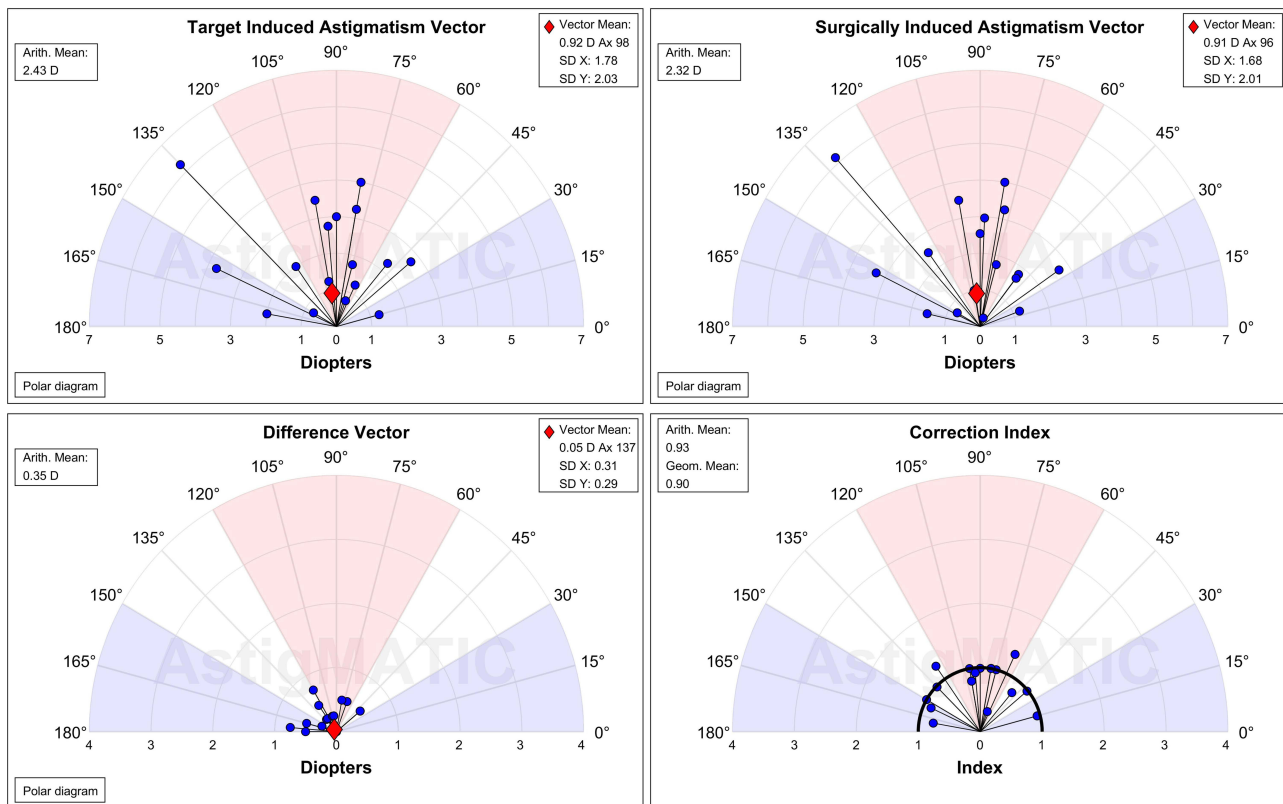 Target Induced Astigmatism Vector
Arith. Mean:
2.43 D
Vector Mean:
0.92 D Ax 98
SD X: 1.78
SD Y: 2.03
90°
105°
75°
120°
60°
135°
45°
150°
30°
165°
15°
180°
0°
AstigMATIC
7
5
3
1
0
1
3
5
7
Diopters
Polar diagram
Surgically Induced Astigmatism Vector
Arith. Mean:
2.32 D
Vector Mean:
0.91 D Ax 96
SD X: 1.68
SD Y: 2.01
90°
105°
75°
120°
60°
135°
45°
150°
30°
165°
15°
180°
0°
AstigMATIC
7
5
3
1
0
1
3
5
7
Diopters
Polar diagram
Difference Vector
Arith. Mean:
0.35 D
Vector Mean:
0.05 D Ax 137
SD X: 0.31
SD Y: 0.29
90°
105°
75°
120°
60°
135°
45°
150°
30°
165°
15°
180°
0°
AstigMATIC
4
3
2
1
0
1
2
3
4
Diopters
Polar diagram
Correction Index
Arith. Mean:
0.93
Geom. Mean:
0.90
90°
105°
75°
120°
60°
135°
45°
150°
30°
165°
15°
180°
0°
AstigMATIC
4
3
2
1
0
1
2
3
4
Index